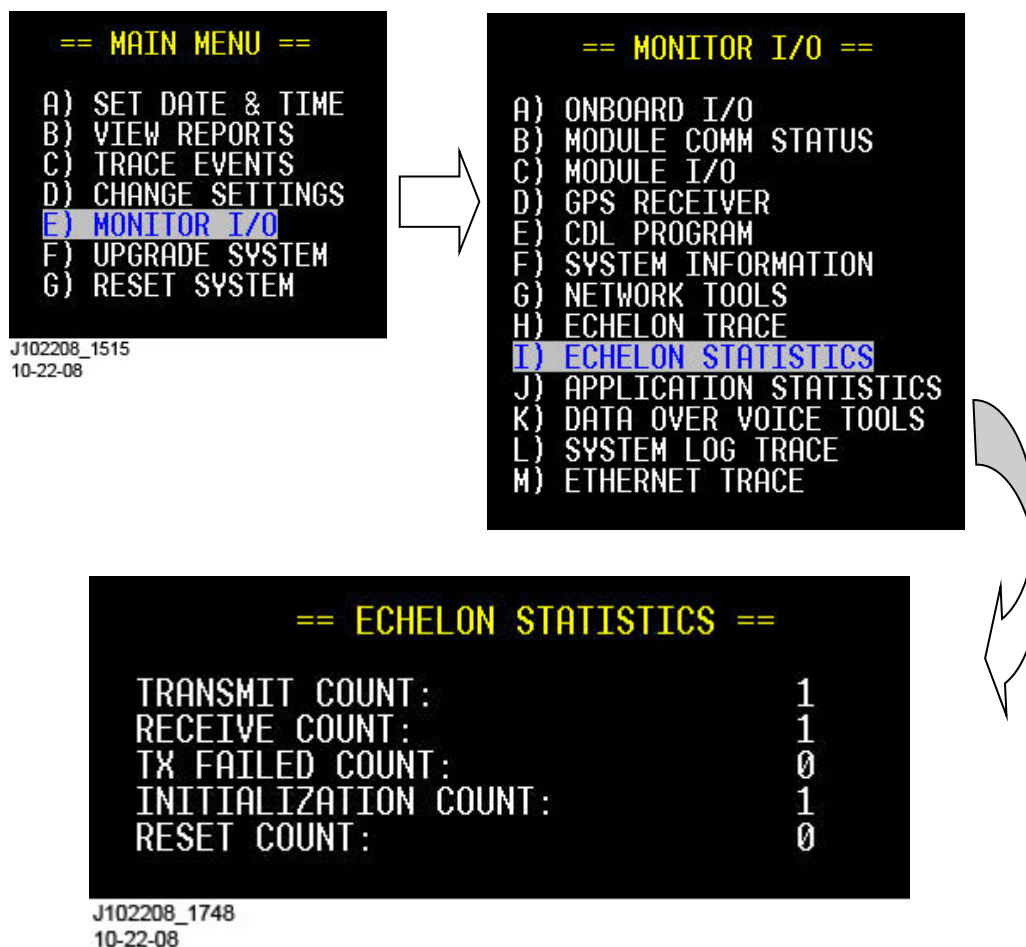 == MAIN MENU ==
A) SET DATE & TIME
B) VIEW REPORTS
C) TRACE EVENTS
D) CHANGE SETTINGS
E) MONITOR I/O
F) UPGRADE SYSTEM
G) RESET SYSTEM
J102208_1515
10-22-08
== MONITOR I/O ==
A) ONBOARD I/O
B) MODULE COMM STATUS
C) MODULE I/O
D) GPS RECEIVER
E) CDL PROGRAM
F) SYSTEM INFORMATION
G) NETWORK TOOLS
H) ECHELON TRACE
I) ECHELON STATISTICS
J) APPLICATION STATISTICS
K) DATA OVER VOICE TOOLS
L) SYSTEM LOG TRACE
M) ETHERNET TRACE
== ECHELON STATISTICS ==
TRANSMIT COUNT: 1
RECEIVE COUNT: 1
TX FAILED COUNT: 0
INITIALIZATION COUNT: 1
RESET COUNT: 0
J102208_1748
10-22-08